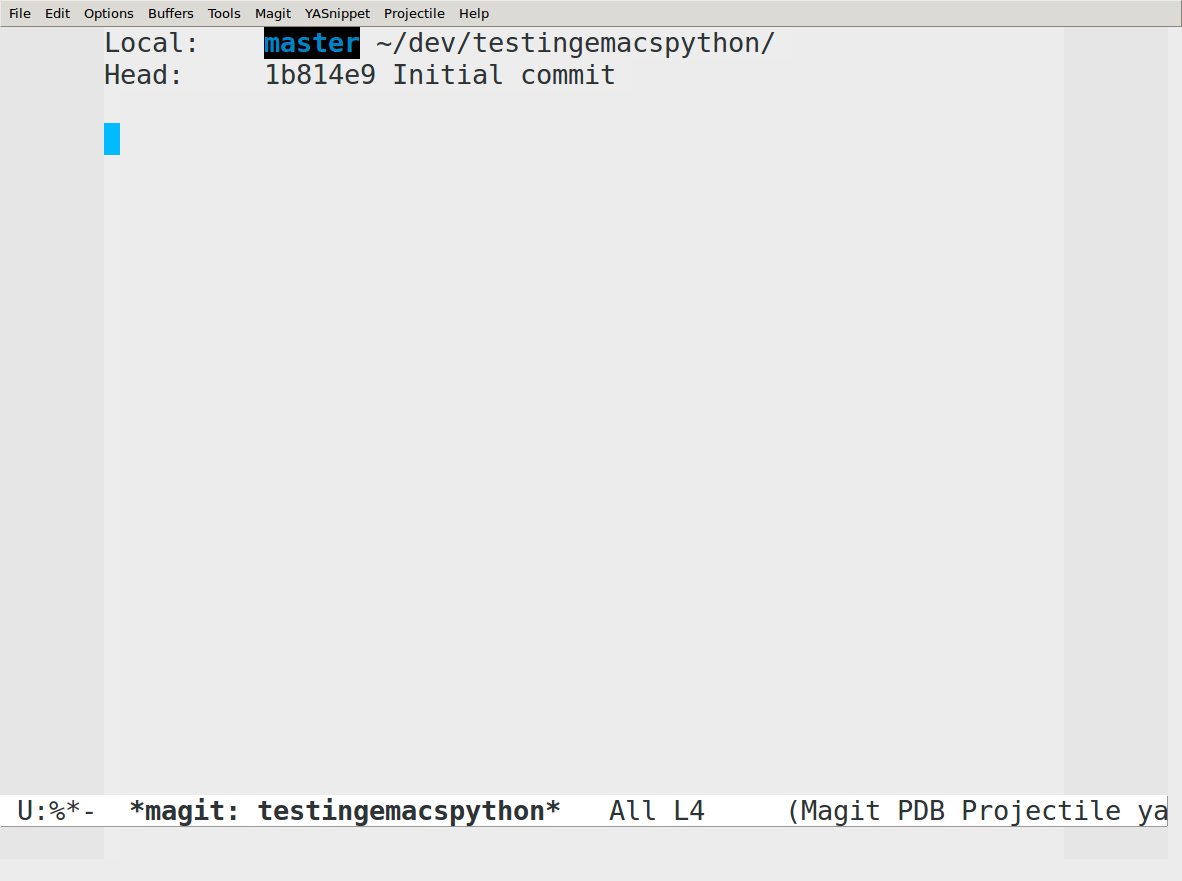 File Edit Options Buffers Tools Magit YASnippet Projectile Help
Local: master ~/dev/testingemacspython/
Head: 1b814e9 Initial commit
U:%*- *magit: testingemacspython* All L4 (Magit PDB Projectile ya